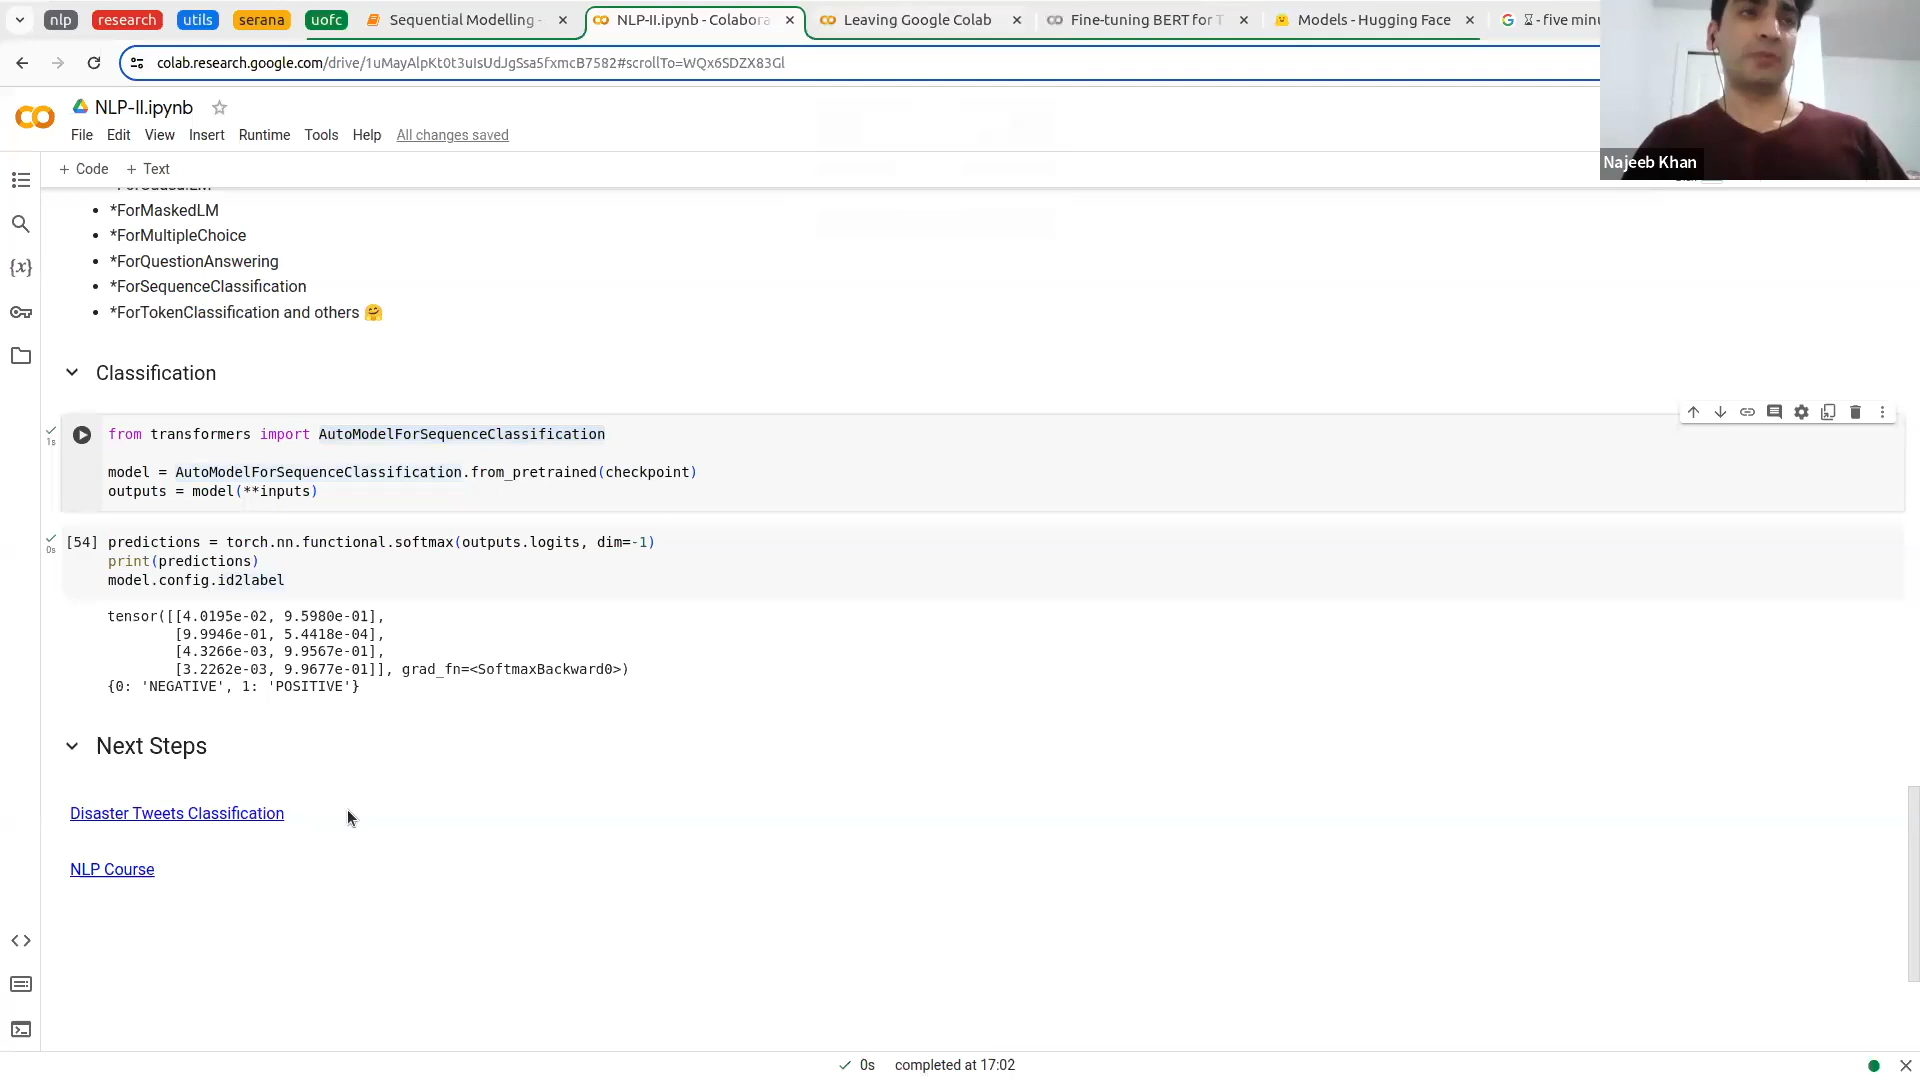 nlp research utils serana uofc Sequential Modelling - NLP-II.ipynb - Colabora Leaving Google Colab Fine-tuning BERT for T Models - Hugging Face - five minu
colab.research.google.com/drive/1uMayAlpKt0t3uIsUdJgSsa5fxmcB7582#scrollTo=WQx6SDZX83Gl
NLP-II.ipynb
File Edit View Insert Runtime Tools Help All changes saved
Najeeb Khan
+ Code + Text
*ForCausalLM
*ForMaskedLM
*ForMultipleChoice
*ForQuestionAnswering
*ForSequenceClassification
*ForTokenClassification and others 🤗
Classification
1s
from transformers import AutoModelForSequenceClassification
model = AutoModelForSequenceClassification.from_pretrained(checkpoint)
outputs = model(**inputs)
0s
[54] predictions = torch.nn.functional.softmax(outputs.logits, dim=-1)
print(predictions)
model.config.id2label
tensor([[4.0195e-02, 9.5980e-01],
[9.9946e-01, 5.4418e-04],
[4.3266e-03, 9.9567e-01],
[3.2262e-03, 9.9677e-01]], grad_fn=<SoftmaxBackward0>)
{0: 'NEGATIVE', 1: 'POSITIVE'}
Next Steps
Disaster Tweets Classification
NLP Course
0s completed at 17:02